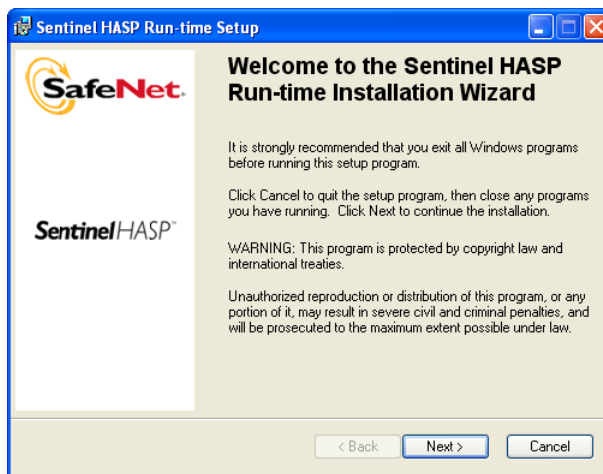 Sentinel HASP Run-time Setup
SafeNet.
Sentinel HASP™
Welcome to the Sentinel HASP
Run-time Installation Wizard
It is strongly recommended that you exit all Windows programs
before running this setup program.
Click Cancel to quit the setup program, then close any programs
you have running. Click Next to continue the installation.
WARNING: This program is protected by copyright law and
international treaties.
Unauthorized reproduction or distribution of this program, or any
portion of it, may result in severe civil and criminal penalties, and
will be prosecuted to the maximum extent possible under law.
< Back
Next >
Cancel